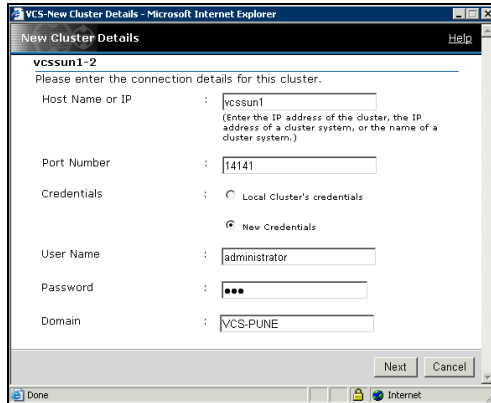 VCS-New Cluster Details - Microsoft Internet Explorer
New Cluster Details Help
vcssun1-2
Please enter the connection details for this cluster.
Host Name or IP : vcssun1
(Enter the IP address of the cluster, the IP
address of a cluster system, or the name of a
cluster system.)
Port Number : 14141
Credentials : Local Cluster's credentials
New Credentials
User Name : administrator
Password : ●●●
Domain : VCS-PUNE
Next Cancel
Done Internet